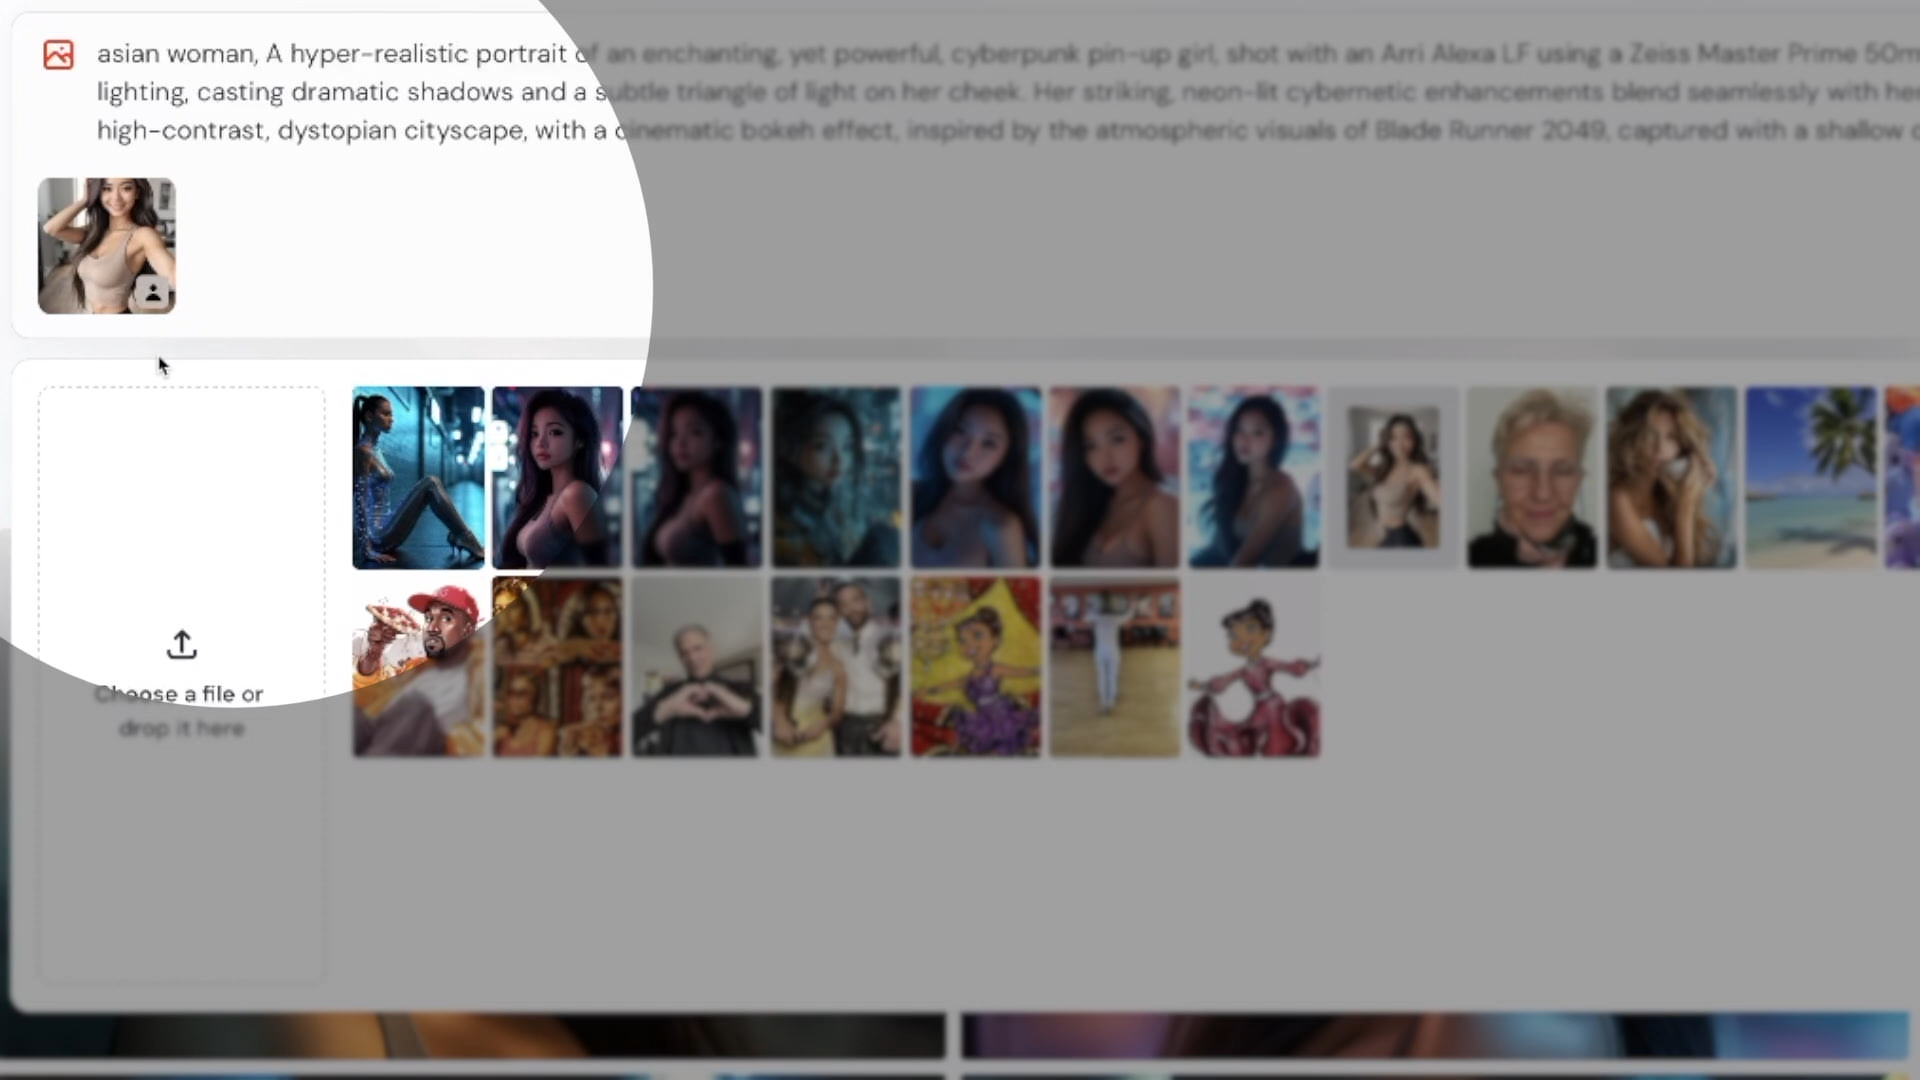 asian woman, A hyper-realistic portrait of an enchanting, yet powerful, cyberpunk pin-up girl, shot with an Arri Alexa LF using a Zeiss Master Prime 50m
lighting, casting dramatic shadows and a subtle triangle of light on her cheek. Her striking, neon-lit cybernetic enhancements blend seamlessly with he
high-contrast, dystopian cityscape, with a cinematic bokeh effect, inspired by the atmospheric visuals of Blade Runner 2049, captured with a shallow
Choose a file or
drop it here